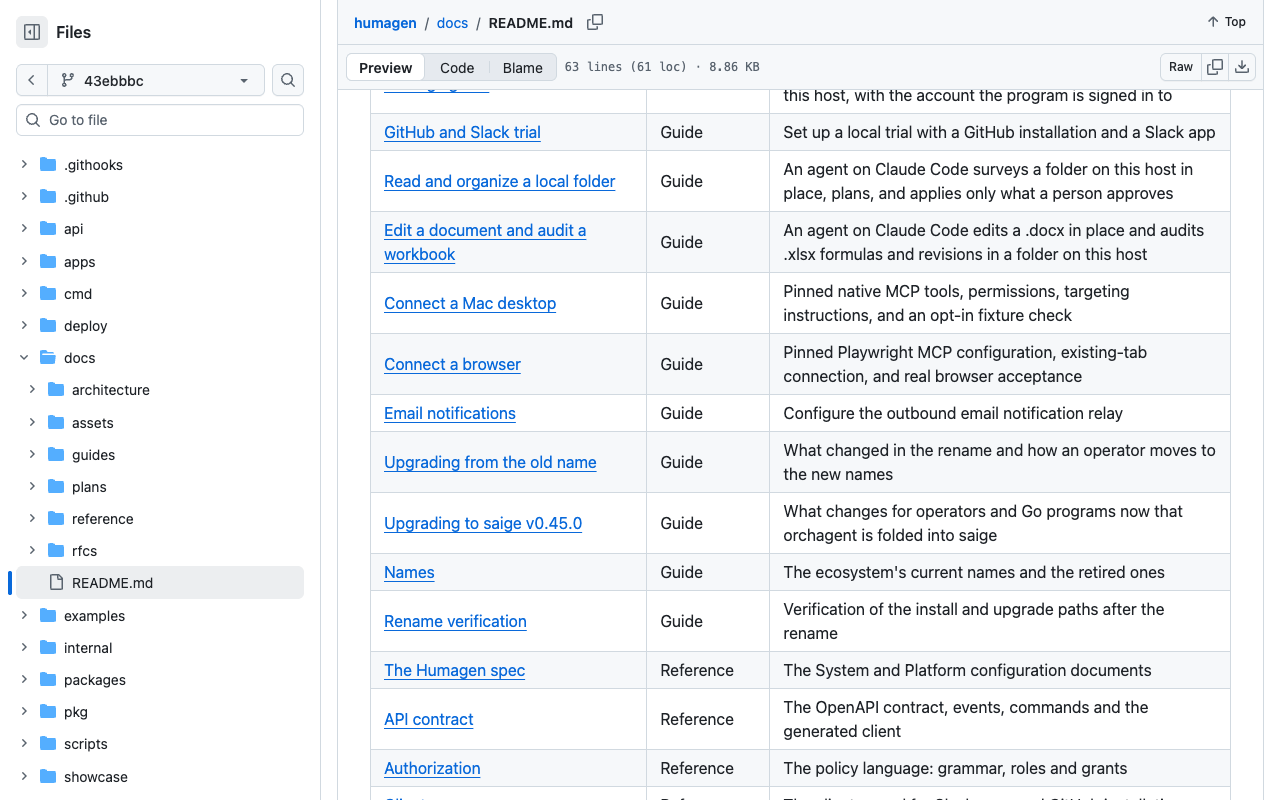 Files
humagen / docs / README.md
Top
43ebbbc
Preview Code Blame 63 lines (61 loc) · 8.86 KB
Raw
Go to file
.githooks
.github
api
apps
cmd
deploy
docs
architecture
assets
guides
plans
reference
rfcs
README.md
examples
internal
packages
pkg
scripts
showcase
this host, with the account the program is signed in to
GitHub and Slack trial
Guide
Set up a local trial with a GitHub installation and a Slack app
Read and organize a local folder
Guide
An agent on Claude Code surveys a folder on this host in
place, plans, and applies only what a person approves
Edit a document and audit a
workbook
Guide
An agent on Claude Code edits a .docx in place and audits
.xlsx formulas and revisions in a folder on this host
Connect a Mac desktop
Guide
Pinned native MCP tools, permissions, targeting
instructions, and an opt-in fixture check
Connect a browser
Guide
Pinned Playwright MCP configuration, existing-tab
connection, and real browser acceptance
Email notifications
Guide
Configure the outbound email notification relay
Upgrading from the old name
Guide
What changed in the rename and how an operator moves to
the new names
Upgrading to saige v0.45.0
Guide
What changes for operators and Go programs now that
orchagent is folded into saige
Names
Guide
The ecosystem's current names and the retired ones
Rename verification
Guide
Verification of the install and upgrade paths after the
rename
The Humagen spec
Reference
The System and Platform configuration documents
API contract
Reference
The OpenAPI contract, events, commands and the
generated client
Authorization
Reference
The policy language: grammar, roles and grants